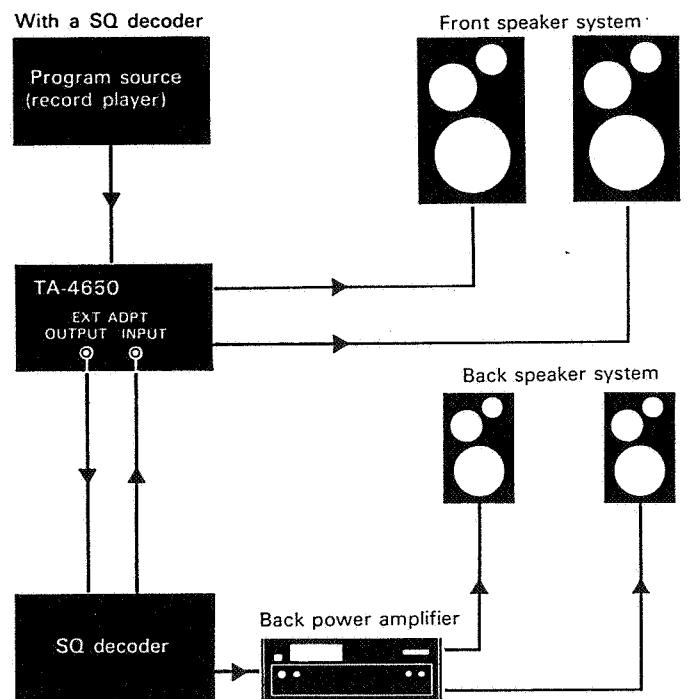 With a SQ decoder
Front speaker system
Program source
(record player)
TA-4650
EXT ADPT
OUTPUT INPUT
Back speaker system
SQ decoder
Back power amplifier